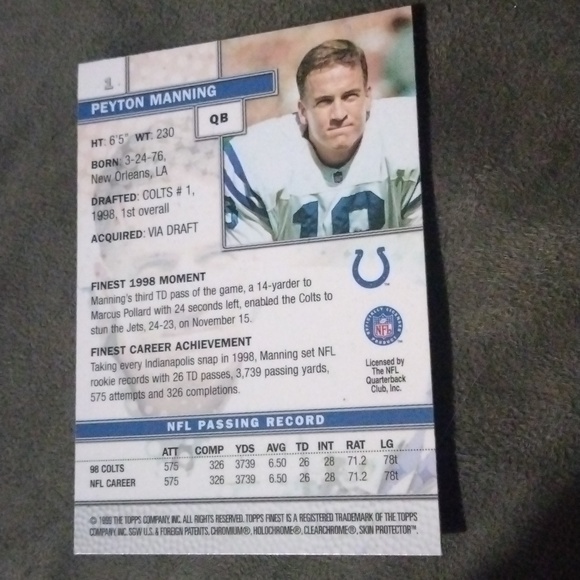 1
PEYTON MANNING
QB
HT: 6'5" WT: 230
BORN: 3-24-76,
New Orleans, LA
DRAFTED: COLTS # 1,
1998, 1st overall
ACQUIRED: VIA DRAFT
10
FINEST 1998 MOMENT
Manning's third TD pass of the game, a 14-yarder to
Marcus Pollard with 24 seconds left, enabled the Colts to
stun the Jets, 24-23, on November 15.
FINEST CAREER ACHIEVEMENT
Taking every Indianapolis snap in 1998, Manning set NFL
rookie records with 26 TD passes, 3,739 passing yards,
575 attempts and 326 completions.
NFL
Licensed by
The NFL
Quarterback
Club, Inc.
NFL PASSING RECORD
ATT COMP YDS AVG TD INT RAT LG
98 COLTS 575 326 3739 6.50 26 28 71.2 78t
NFL CAREER 575 326 3739 6.50 26 28 71.2 78t
© 1999 THE TOPPS COMPANY, INC. ALL RIGHTS RESERVED. TOPPS FINEST IS A REGISTERED TRADEMARK OF THE TOPPS
COMPANY, INC. SGW U.S. & FOREIGN PATENTS, CHROMIUM®, HOLOCHROME®, CLEARCHROME®, SKIN PROTECTOR™.